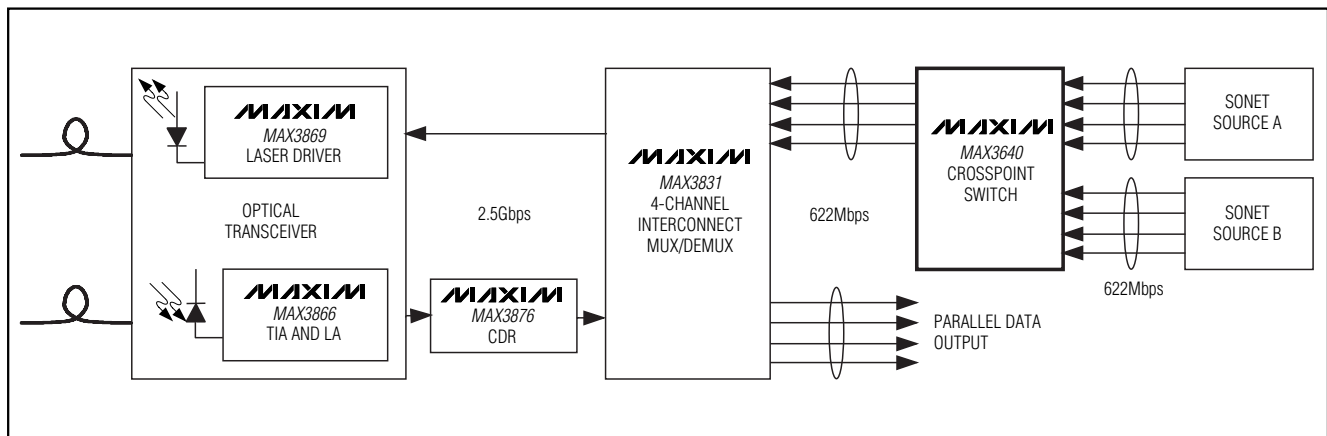 MAXIM
MAX3869
LASER DRIVER
OPTICAL
TRANSCEIVER
MAXIM
MAX3866
TIA AND LA
2.5Gbps
MAXIM
MAX3876
CDR
MAXIM
MAX3831
4-CHANNEL
INTERCONNECT
MUX/DEMUX
622Mbps
PARALLEL DATA
OUTPUT
MAXIM
MAX3640
CROSSPOINT
SWITCH
SONET
SOURCE A
SONET
SOURCE B
622Mbps